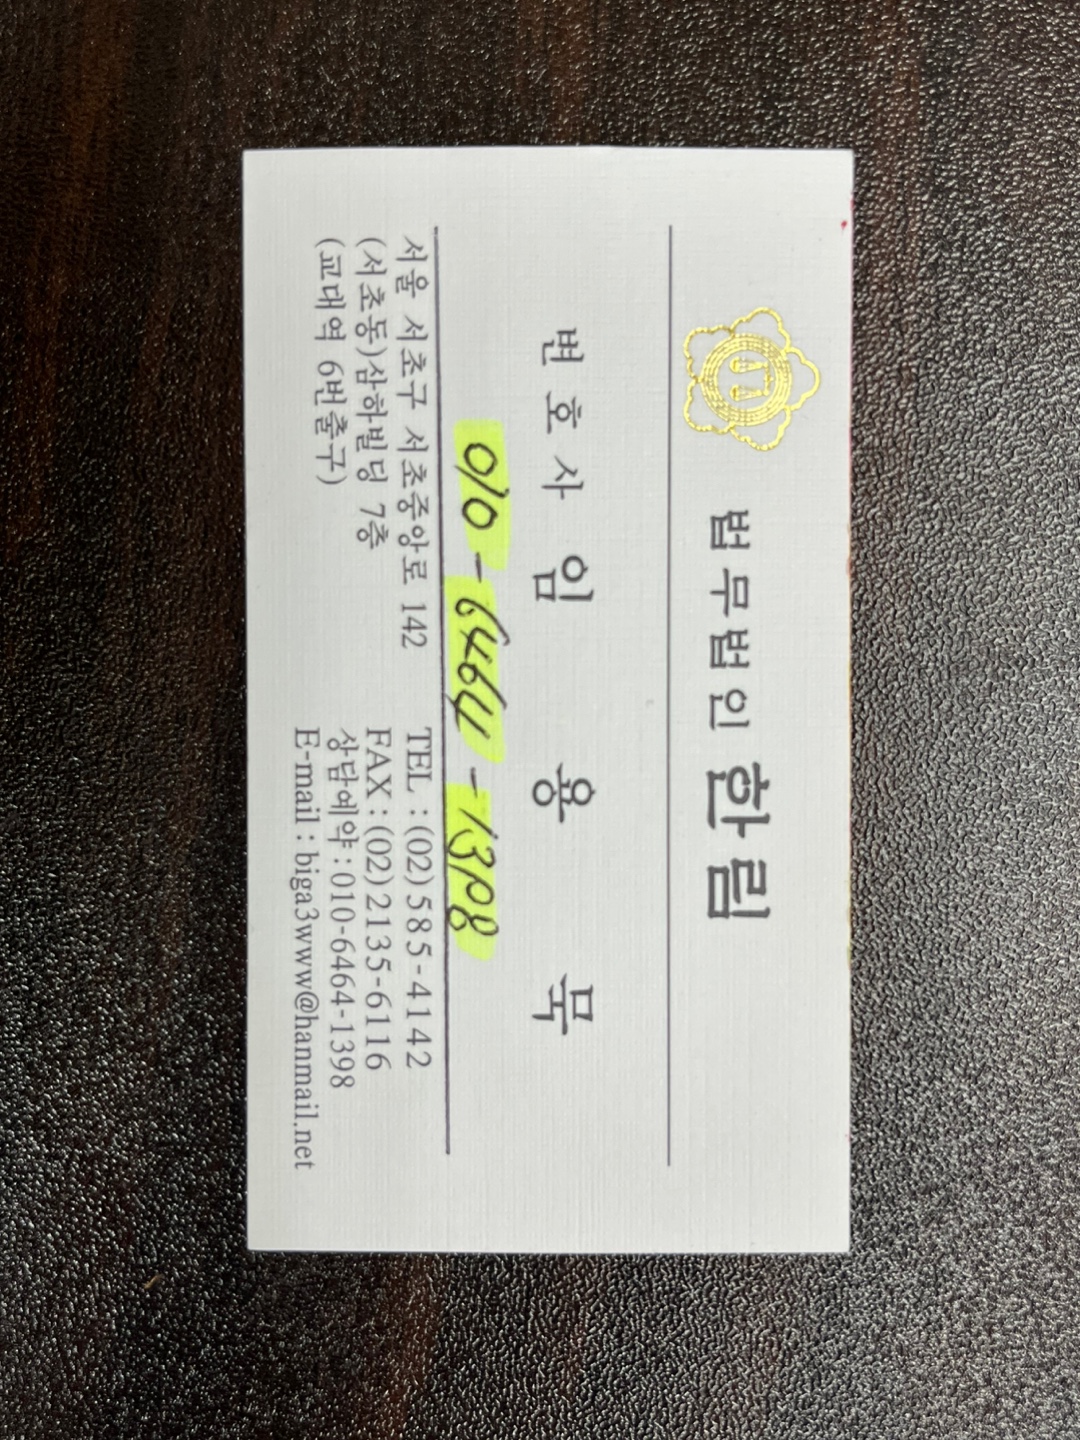 법무법인 한림
변호사 임용묵
010-6464-1398
서울 서초구 서초중앙로 142
(서초동)삼하빌딩 7층
(교대역 6번출구)
TEL : (02)585-4142
FAX : (02)2135-6116
상담예약 : 010-6464-1398
E-mail : biga3www@hanmail.net